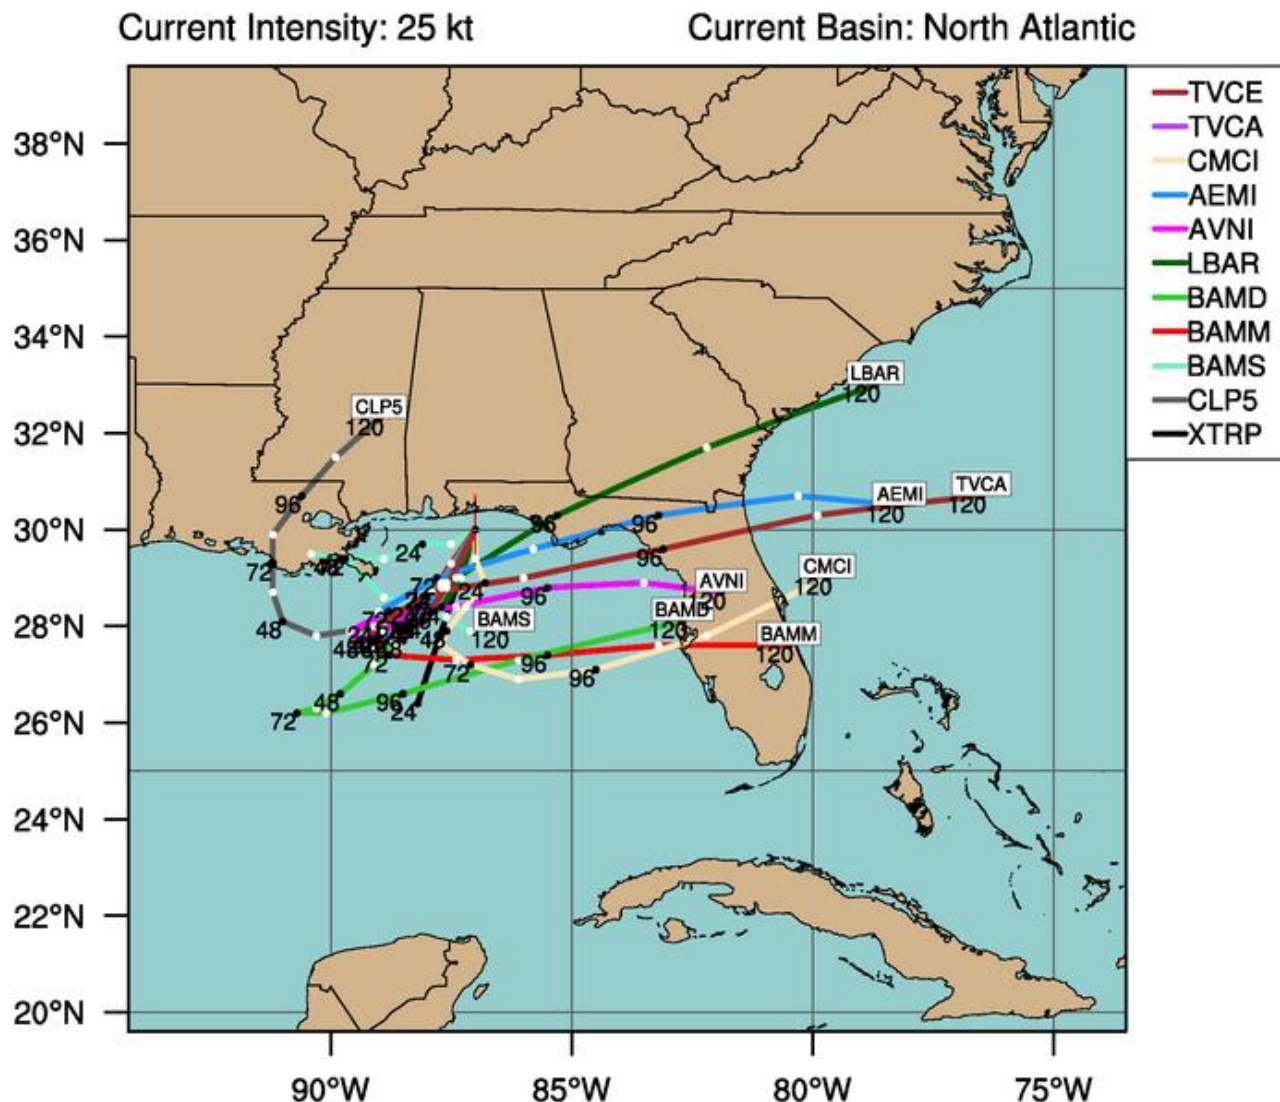 Current Intensity: 25 kt
Current Basin: North Atlantic
TVCE
TVCA
CMCI
AEMI
AVNI
LBAR
BAMD
BAMM
BAMS
CLP5
XTRP
38°N
36°N
34°N
32°N
30°N
28°N
26°N
24°N
22°N
20°N
90°W
85°W
80°W
75°W
LBAR
120
CLP5
120
96
72
48
AEMI
120
TVCA
120
96
96
96
24
72
24
CMCI
120
AVNI
120
96
BAMD
120
BAMS
120
BAMM
120
96
72
96
48
96
24
72